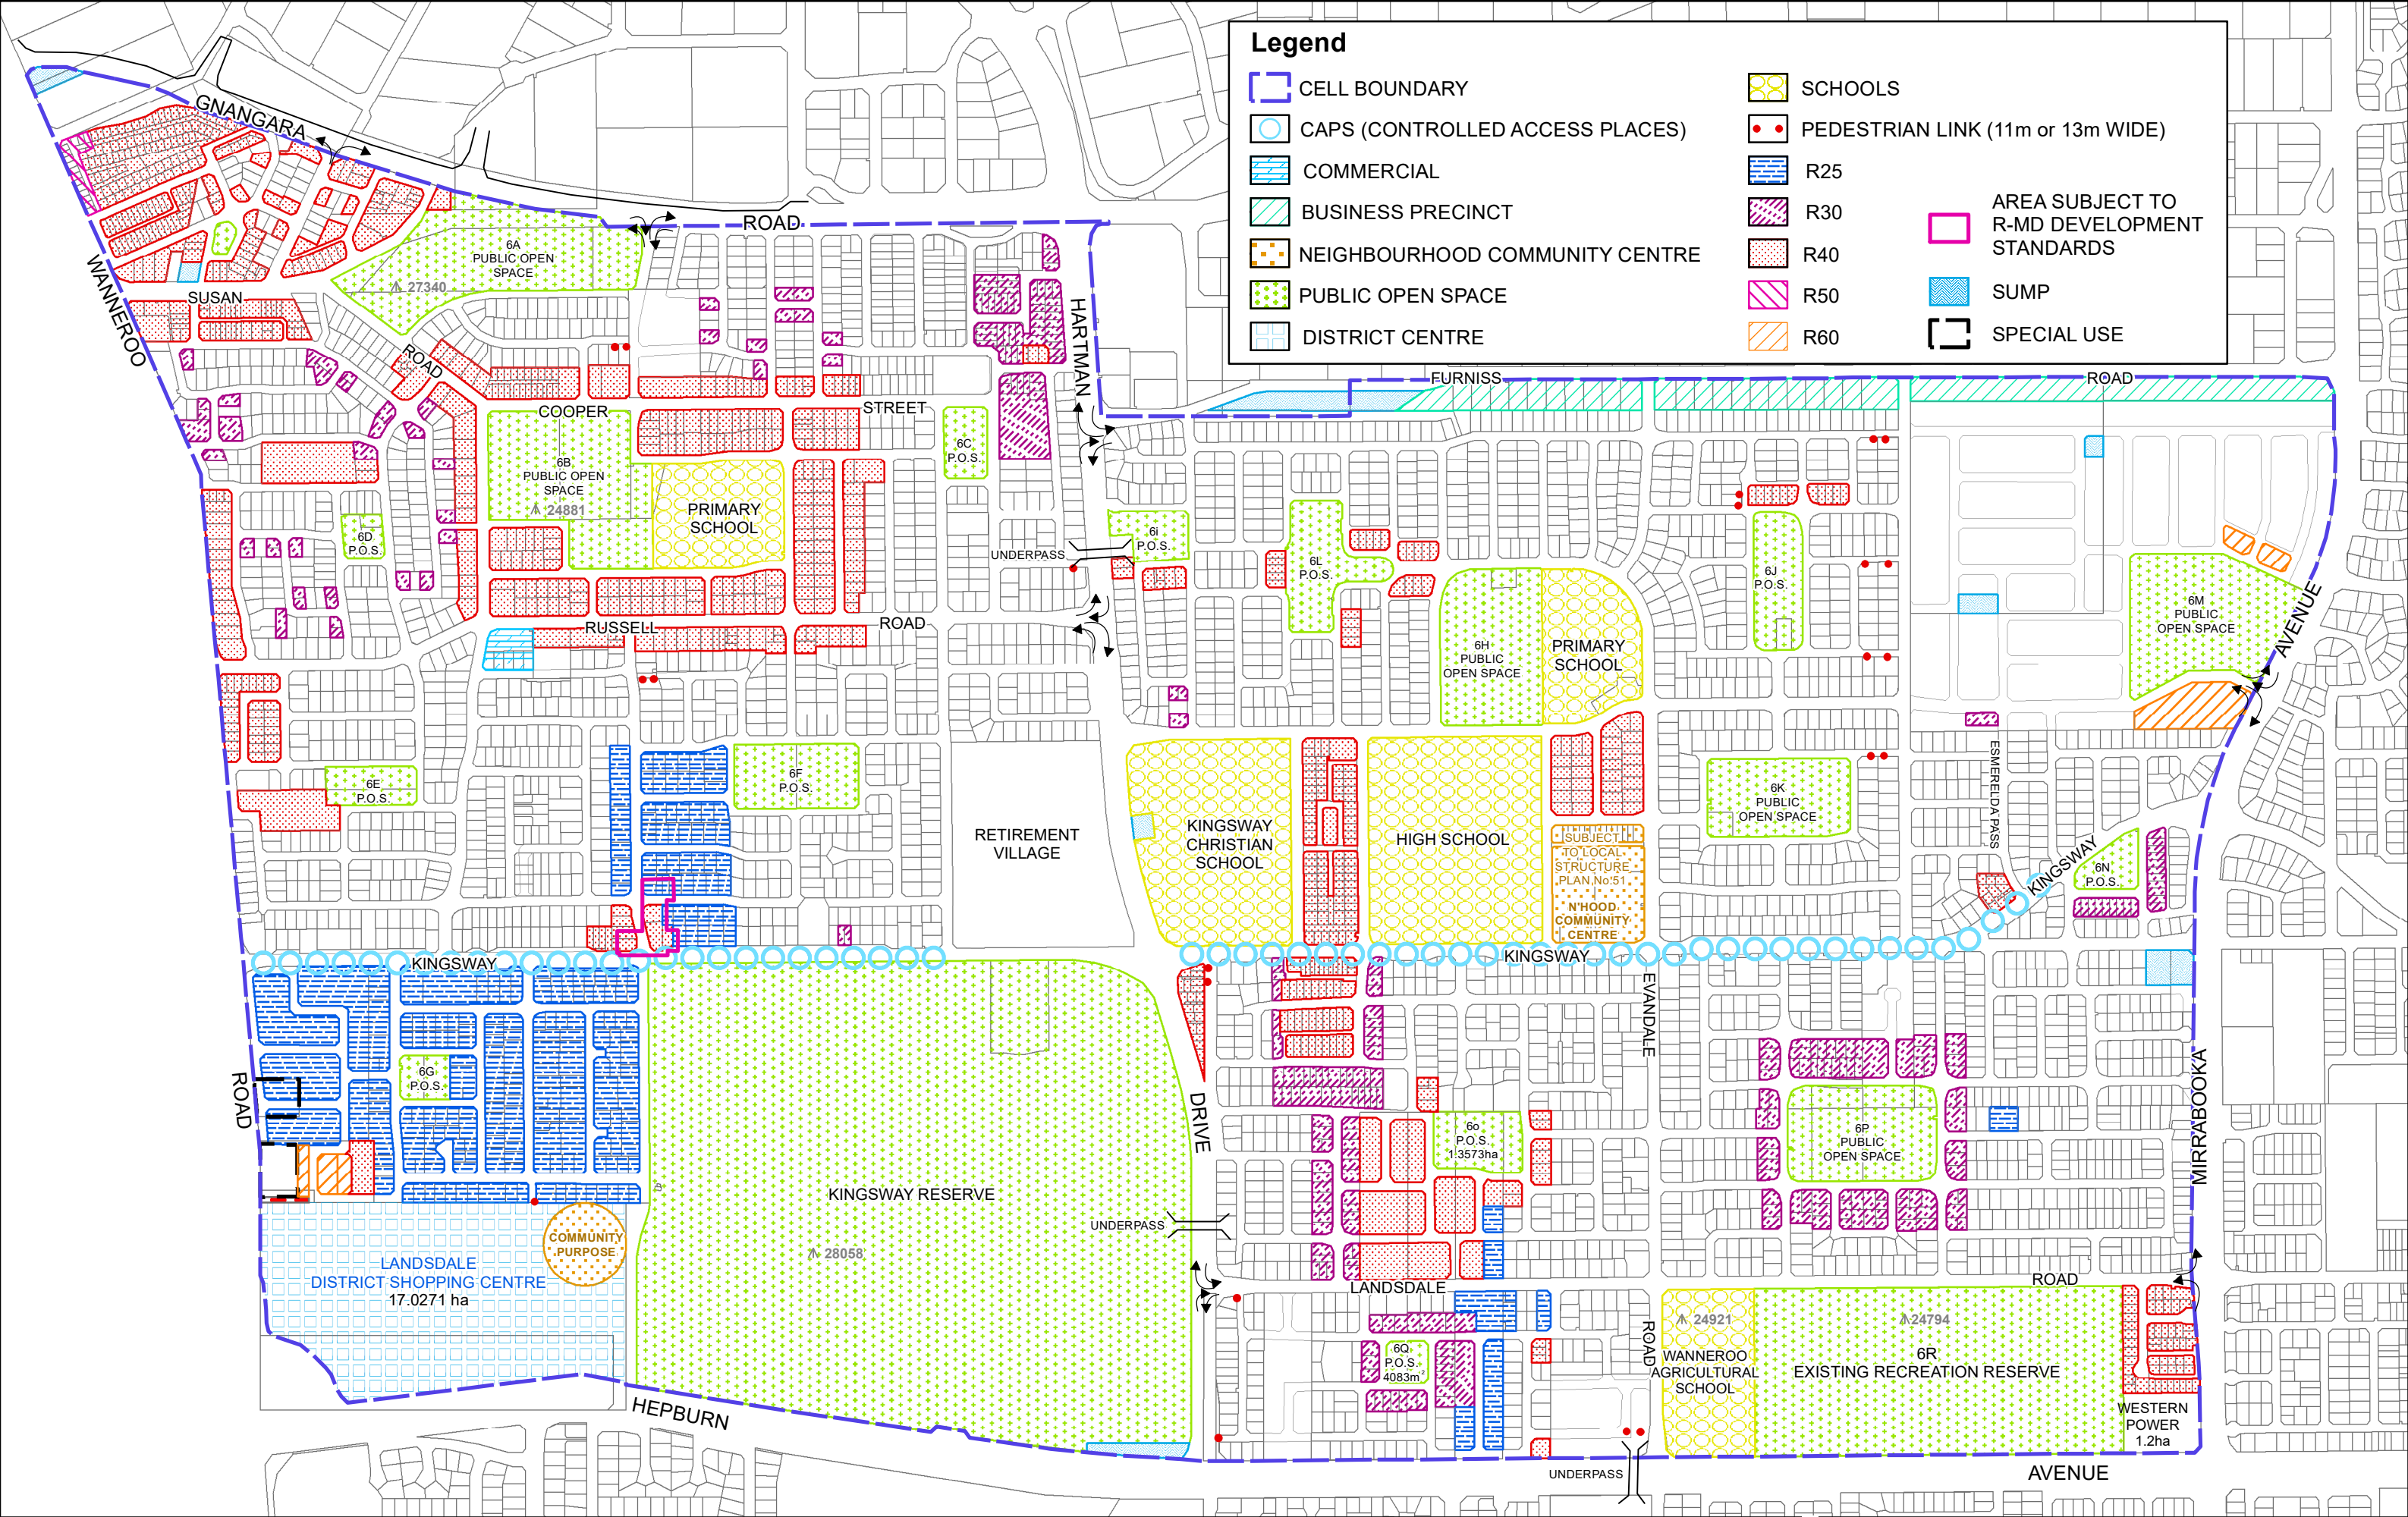 Legend
CELL BOUNDARY
CAPS (CONTROLLED ACCESS PLACES)
COMMERCIAL
BUSINESS PRECINCT
NEIGHBOURHOOD COMMUNITY CENTRE
PUBLIC OPEN SPACE
DISTRICT CENTRE
SCHOOLS
PEDESTRIAN LINK (11m or 13m WIDE)
R25
R30
R40
R50
R60
AREA SUBJECT TO
R-MD DEVELOPMENT
STANDARDS
SUMP
SPECIAL USE
GNANGARA
ROAD
WANNEROO
SUSAN
ROAD
6A
PUBLIC OPEN
SPACE
27340
HARTMAN
FURNISS
ROAD
COOPER
STREET
6B
PUBLIC OPEN
SPACE
24881
PRIMARY
SCHOOL
6C
P.O.S.
6D
P.O.S.
UNDERPASS
6i
P.O.S.
6L
P.O.S.
6J
P.O.S.
6M
PUBLIC
OPEN SPACE
AVENUE
RUSSELL
ROAD
6H
PUBLIC
OPEN SPACE
PRIMARY
SCHOOL
6E
P.O.S.
6F
P.O.S.
RETIREMENT
VILLAGE
KINGSWAY
CHRISTIAN
SCHOOL
HIGH SCHOOL
SUBJECT
TO LOCAL
STRUCTURE
PLAN No.51
N'HOOD
COMMUNITY
CENTRE
6K
PUBLIC
OPEN SPACE
ESMERELDA PASS
KINGSWAY
6N
P.O.S.
KINGSWAY
KINGSWAY
EVANDALE
ROAD
6G
P.O.S.
DRIVE
6o
P.O.S.
1.3573ha
6P
PUBLIC
OPEN SPACE
MIRRABOOKA
KINGSWAY RESERVE
28058
UNDERPASS
COMMUNITY
PURPOSE
LANDSDALE
DISTRICT SHOPPING CENTRE
17.0271 ha
LANDSDALE
ROAD
24921
24794
ROAD
WANNEROO
AGRICULTURAL
SCHOOL
6R
EXISTING RECREATION RESERVE
6Q
P.O.S.
4083m²
WESTERN
POWER
1.2ha
HEPBURN
UNDERPASS
AVENUE